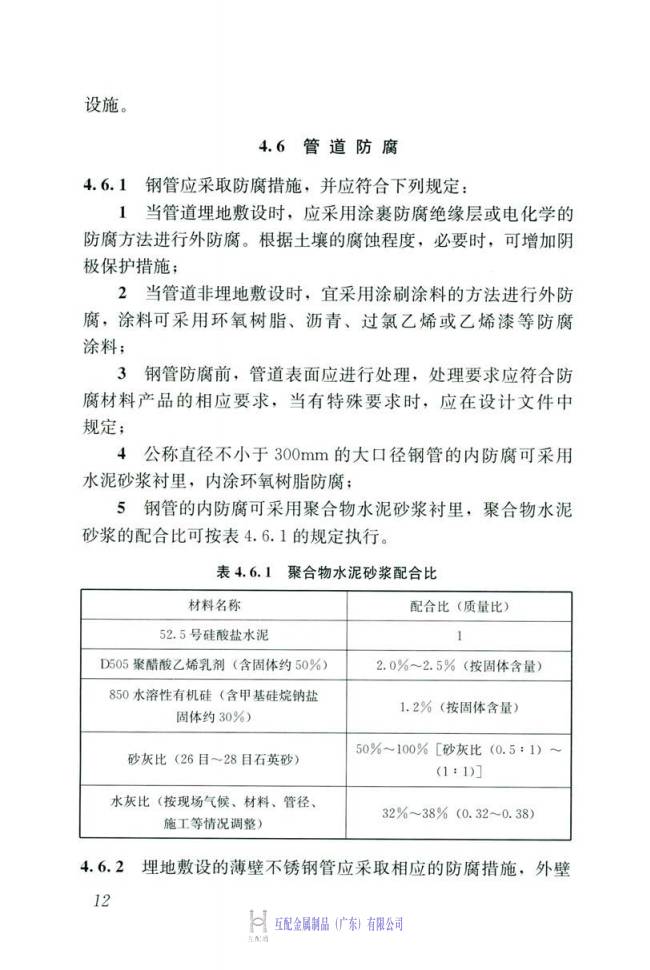 设施。
4.6 管道防腐
4.6.1 钢管应采取防腐措施，并应符合下列规定：
1 当管道埋地敷设时，应采用涂裹防腐绝缘层或电化学的
防腐方法进行外防腐。根据土壤的腐蚀程度，必要时，可增加阴
极保护措施；
2 当管道非埋地敷设时，宜采用涂刷涂料的方法进行外防
腐，涂料可采用环氧树脂、沥青、过氯乙烯或乙烯漆等防腐
涂料；
3 钢管防腐前，管道表面应进行处理，处理要求应符合防
腐材料产品的相应要求，当有特殊要求时，应在设计文件中
规定；
4 公称直径不小于 300mm 的大口径钢管的内防腐可采用
水泥砂浆衬里，内涂环氧树脂防腐；
5 钢管的内防腐可采用聚合物水泥砂浆衬里，聚合物水泥
砂浆的配合比可按表 4.6.1 的规定执行。
表 4.6.1 聚合物水泥砂浆配合比
材料名称 配合比（质量比）
52.5 号硅酸盐水泥 1
D505 聚醋酸乙烯乳剂（含固体约 50%） 2.0%～2.5%（按固体含量）
850 水溶性有机硅（含甲基硅烷钠盐
固体约 30%） 1.2%（按固体含量）
砂灰比（26 目～28 目石英砂） 50%～100%［砂灰比（0.5：1）～
（1：1）］
水灰比（按现场气候、材料、管径、
施工等情况调整） 32%～38%（0.32～0.38）
4.6.2 埋地敷设的薄壁不锈钢管应采取相应的防腐措施，外壁
12
互配金属制品（广东）有限公司
互配通